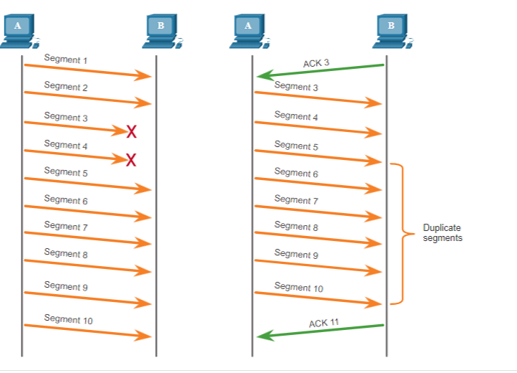 A
B
Segment 1
Segment 2
Segment 3
X
Segment 4
X
Segment 5
Segment 6
Segment 7
Segment 8
Segment 9
Segment 10
A
B
ACK 3
Segment 3
Segment 4
Segment 5
Segment 6
Segment 7
Segment 8
Segment 9
Segment 10
ACK 11
Duplicate
segments